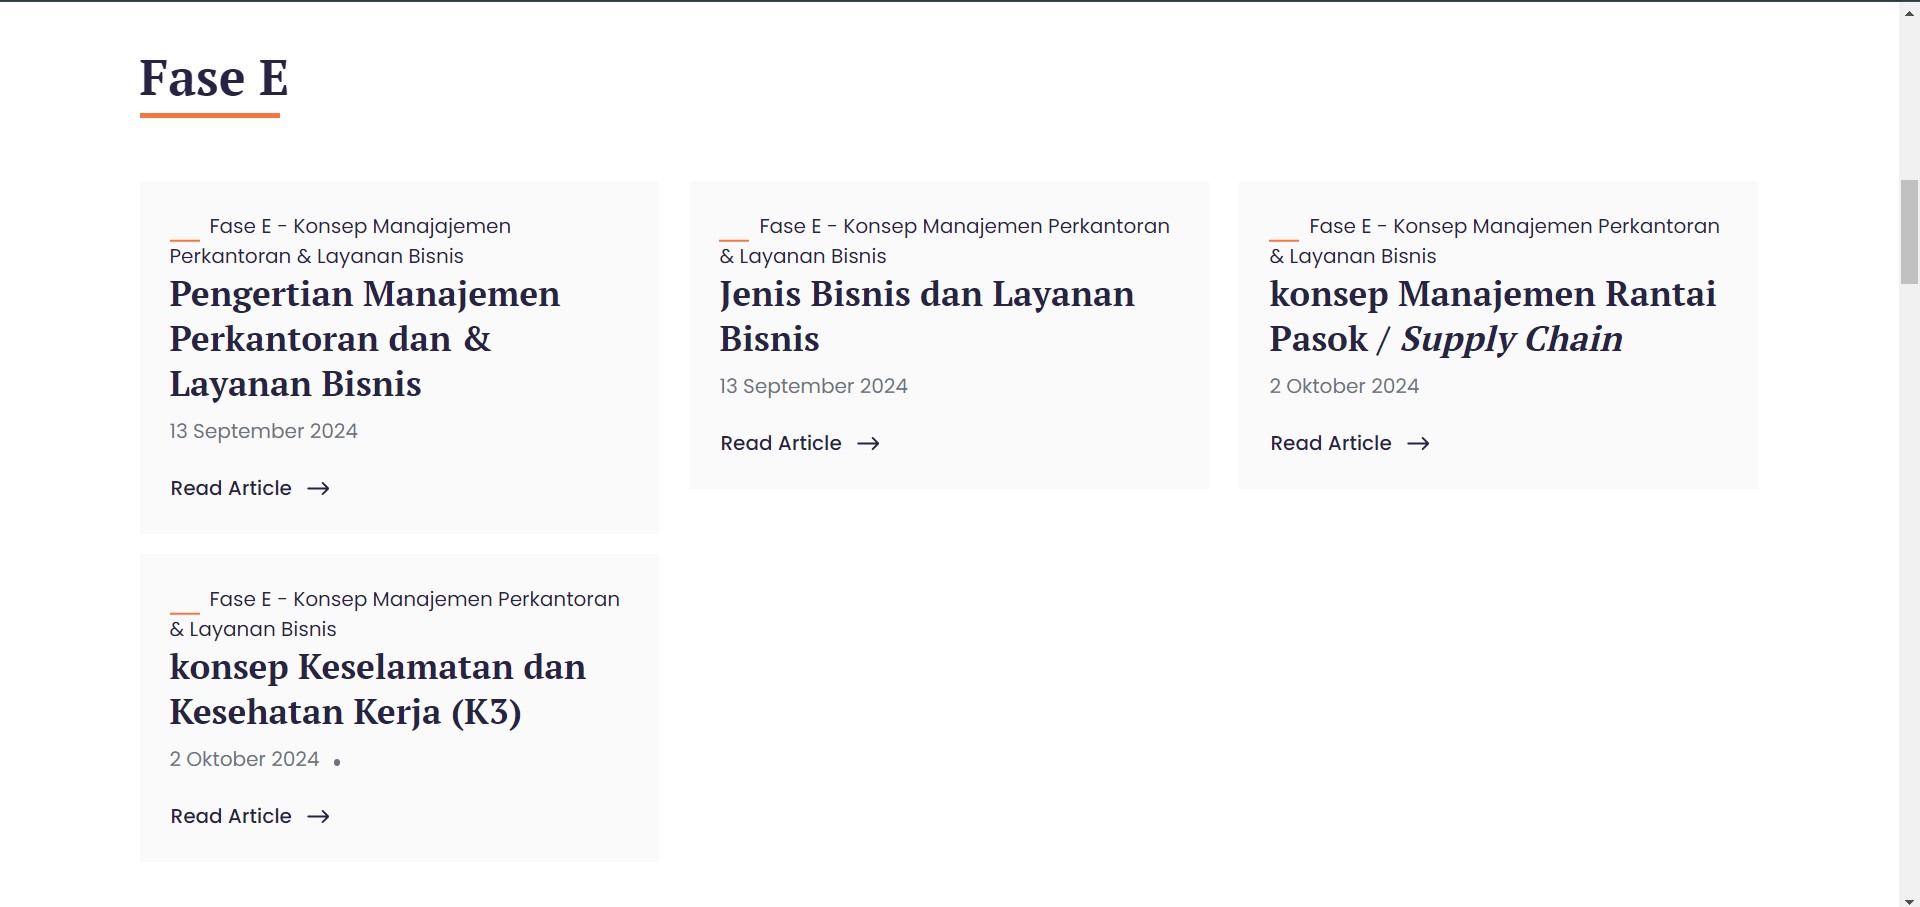 Fase E
Fase E - Konsep Manajajemen
Perkantoran & Layanan Bisnis
Pengertian Manajemen
Perkantoran dan &
Layanan Bisnis
13 September 2024
Read Article →
Fase E - Konsep Manajemen Perkantoran
& Layanan Bisnis
Jenis Bisnis dan Layanan
Bisnis
13 September 2024
Read Article →
Fase E - Konsep Manajemen Perkantoran
& Layanan Bisnis
konsep Manajemen Rantai
Pasok / Supply Chain
2 Oktober 2024
Read Article →
Fase E - Konsep Manajemen Perkantoran
& Layanan Bisnis
konsep Keselamatan dan
Kesehatan Kerja (K3)
2 Oktober 2024 •
Read Article →